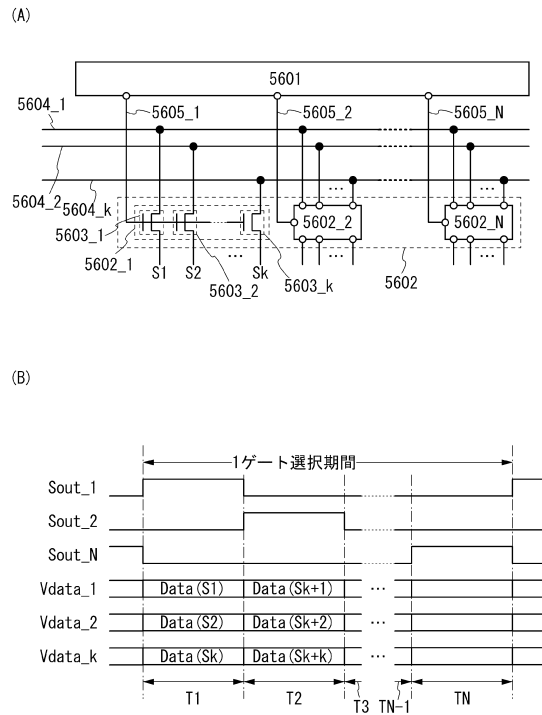 (A)
5601
5604_1
5605_1
5605_2
5605_N
5604_2
5604_k
5603_1
5602_1
5602_2
5602_N
S1
S2
Sk
5602
5603_2
5603_k
...
...
...
...
(B)
1ゲート選択期間
Sout_1
Sout_2
Sout_N
Vdata_1 Data(S1) Data(Sk+1) ...
Vdata_2 Data(S2) Data(Sk+2) ...
Vdata_k Data(Sk) Data(Sk+k) ...
T1 T2 T3 TN-1 TN